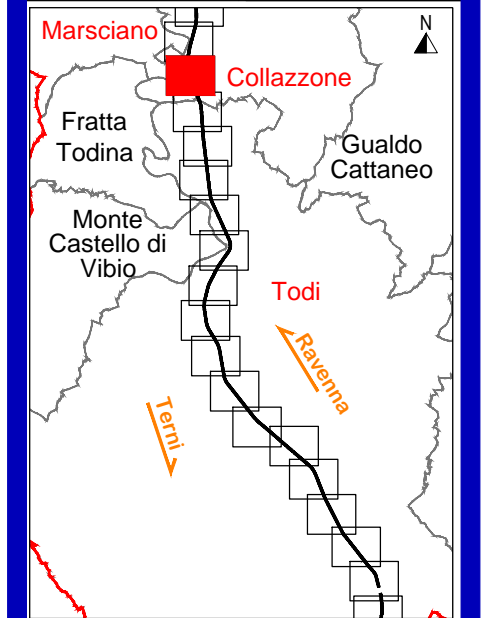 N
Marsciano
Collazzone
Fratta
Todina
Gualdo
Cattaneo
Monte
Castello di
Vibio
Todi
Ravenna
Terni